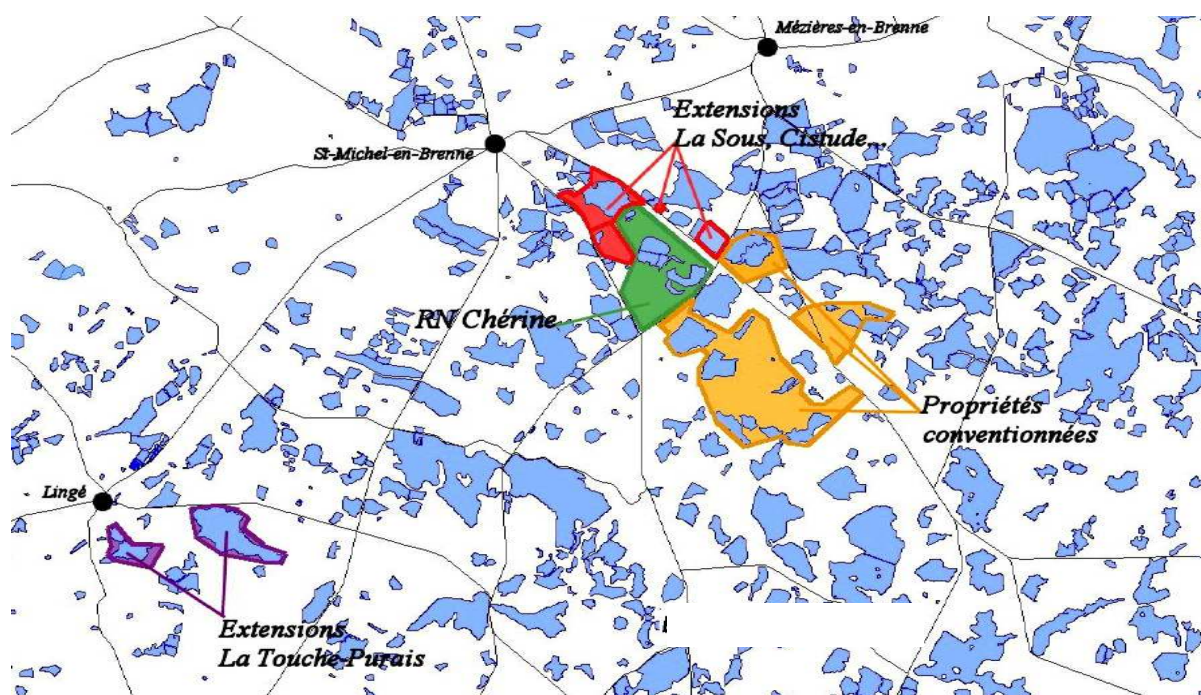 Mézières-en-Brenne
Extensions
La Sous, Cistude...
St-Michel-en-Brenne
RN Chérine
Propriétés
conventionnées
Lingé
Extensions
La Touche-Purais